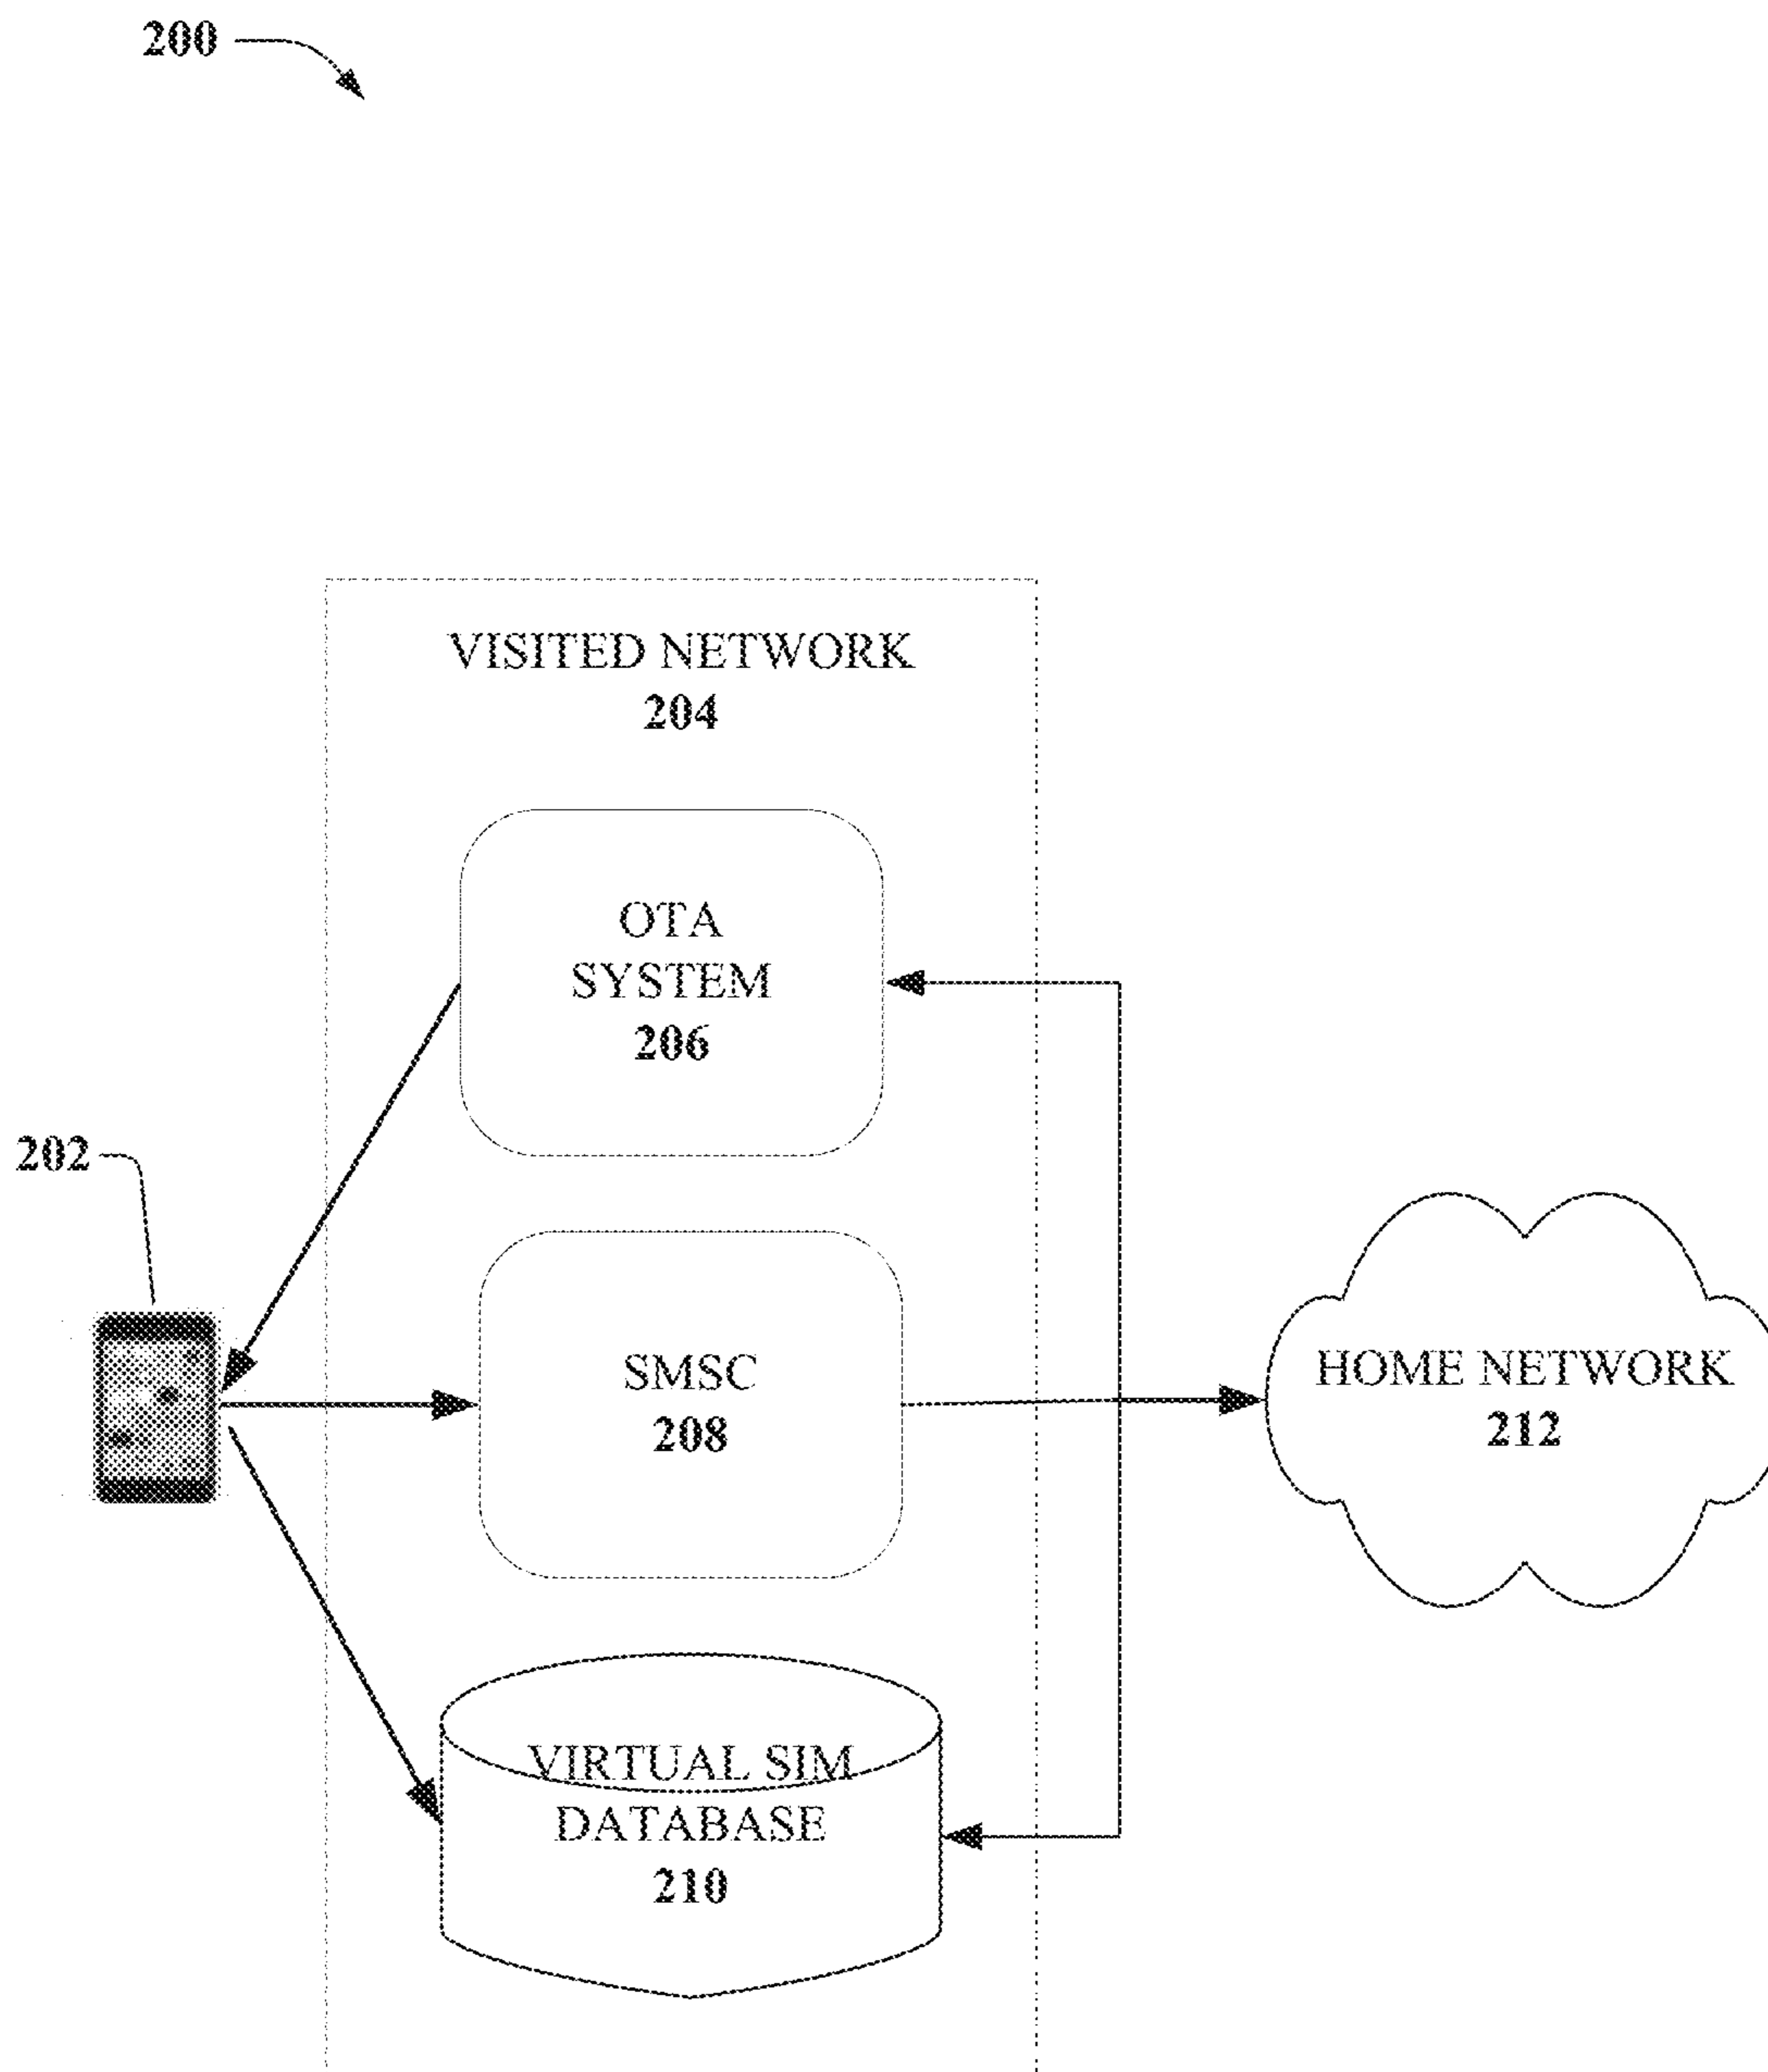 200
VISITED NETWORK
204
OTA
SYSTEM
206
202
SMSC
208
HOME NETWORK
212
VIRTUAL SIM
DATABASE
210